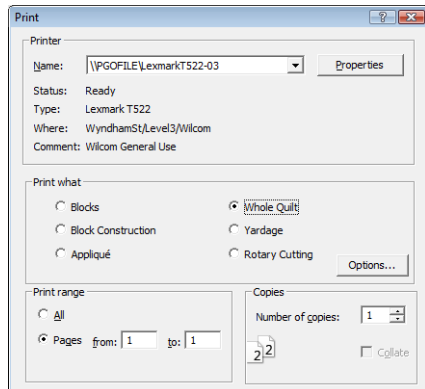 Print
Printer
Name: \\PGOFILE\LexmarkT522-03 Properties
Status: Ready
Type: Lexmark T522
Where: WyndhamSt/Level3/Wilcom
Comment: Wilcom General Use
Print what
Blocks Whole Quilt
Block Construction Yardage
Appliqué Rotary Cutting
Options...
Print range
All
Pages from: 1 to: 1
Copies
Number of copies: 1
2 2
Collate